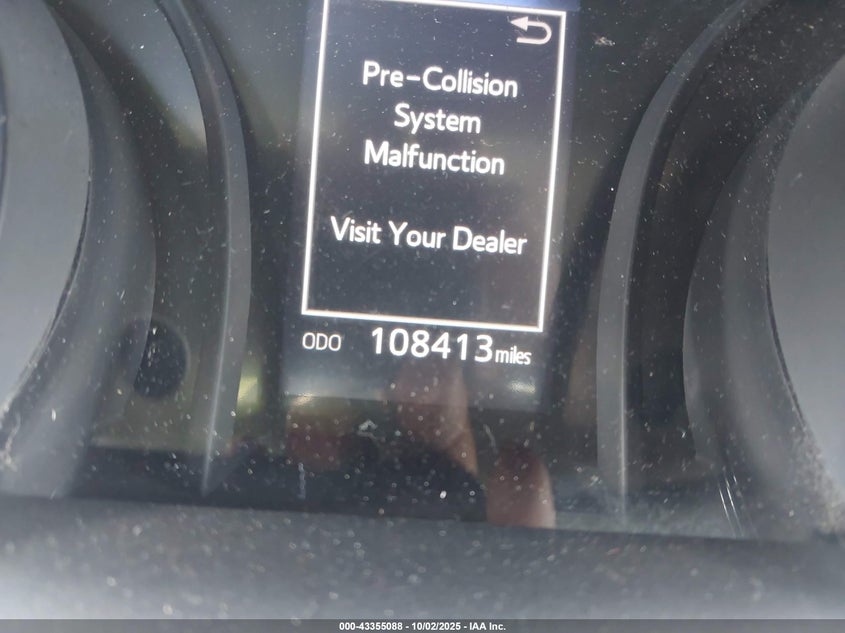 Pre-Collision
System
Malfunction
Visit Your Dealer
ODO 108413 miles
000-43355088 - 10/02/2025 - IAA Inc.